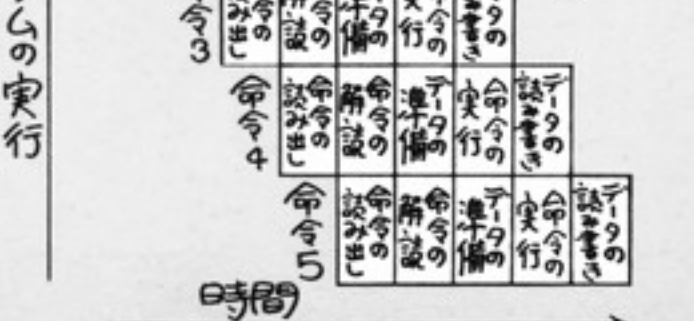 ムの実行
命令3
命令の
読み出し
命令の
解読
データの
準備
命令の
実行
データの
読み書き
命令4
命令の
読み出し
命令の
解読
データの
準備
命令の
実行
データの
読み書き
命令5
命令の
読み出し
命令の
解読
データの
準備
命令の
実行
データの
読み書き
時間